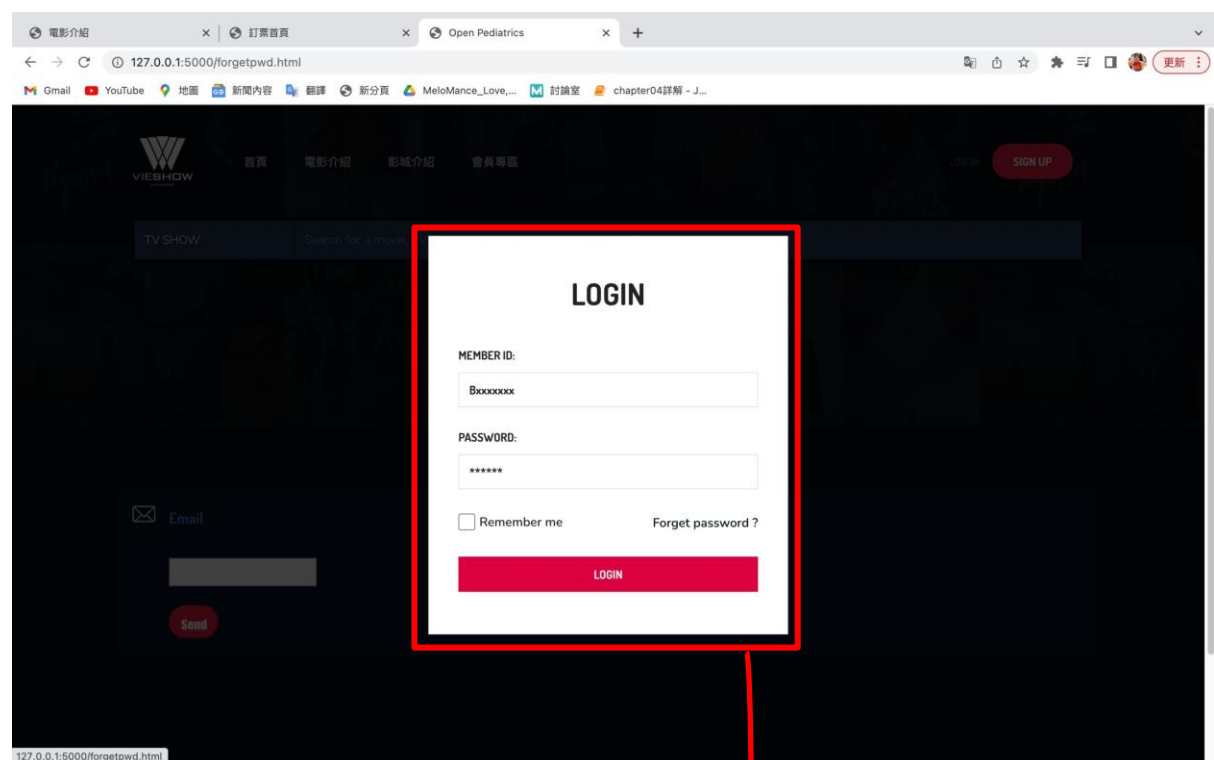 電影介紹 訂票首頁 Open Pediatrics
127.0.0.1:5000/forgetpwd.html 更新
Gmail YouTube 地圖 新聞內容 翻譯 新分頁 MeloMance_Love,... 討論室 chapter04詳解 - J...
VIESHOW 首頁 電影介紹 影城介紹 會員專區 LOG IN SIGN UP
TV SHOW Search for a movie,
LOGIN
MEMBER ID:
Bxxxxxxx
PASSWORD:
******
Remember me Forget password ?
LOGIN
Email
Send
127.0.0.1:5000/forgetpwd.html